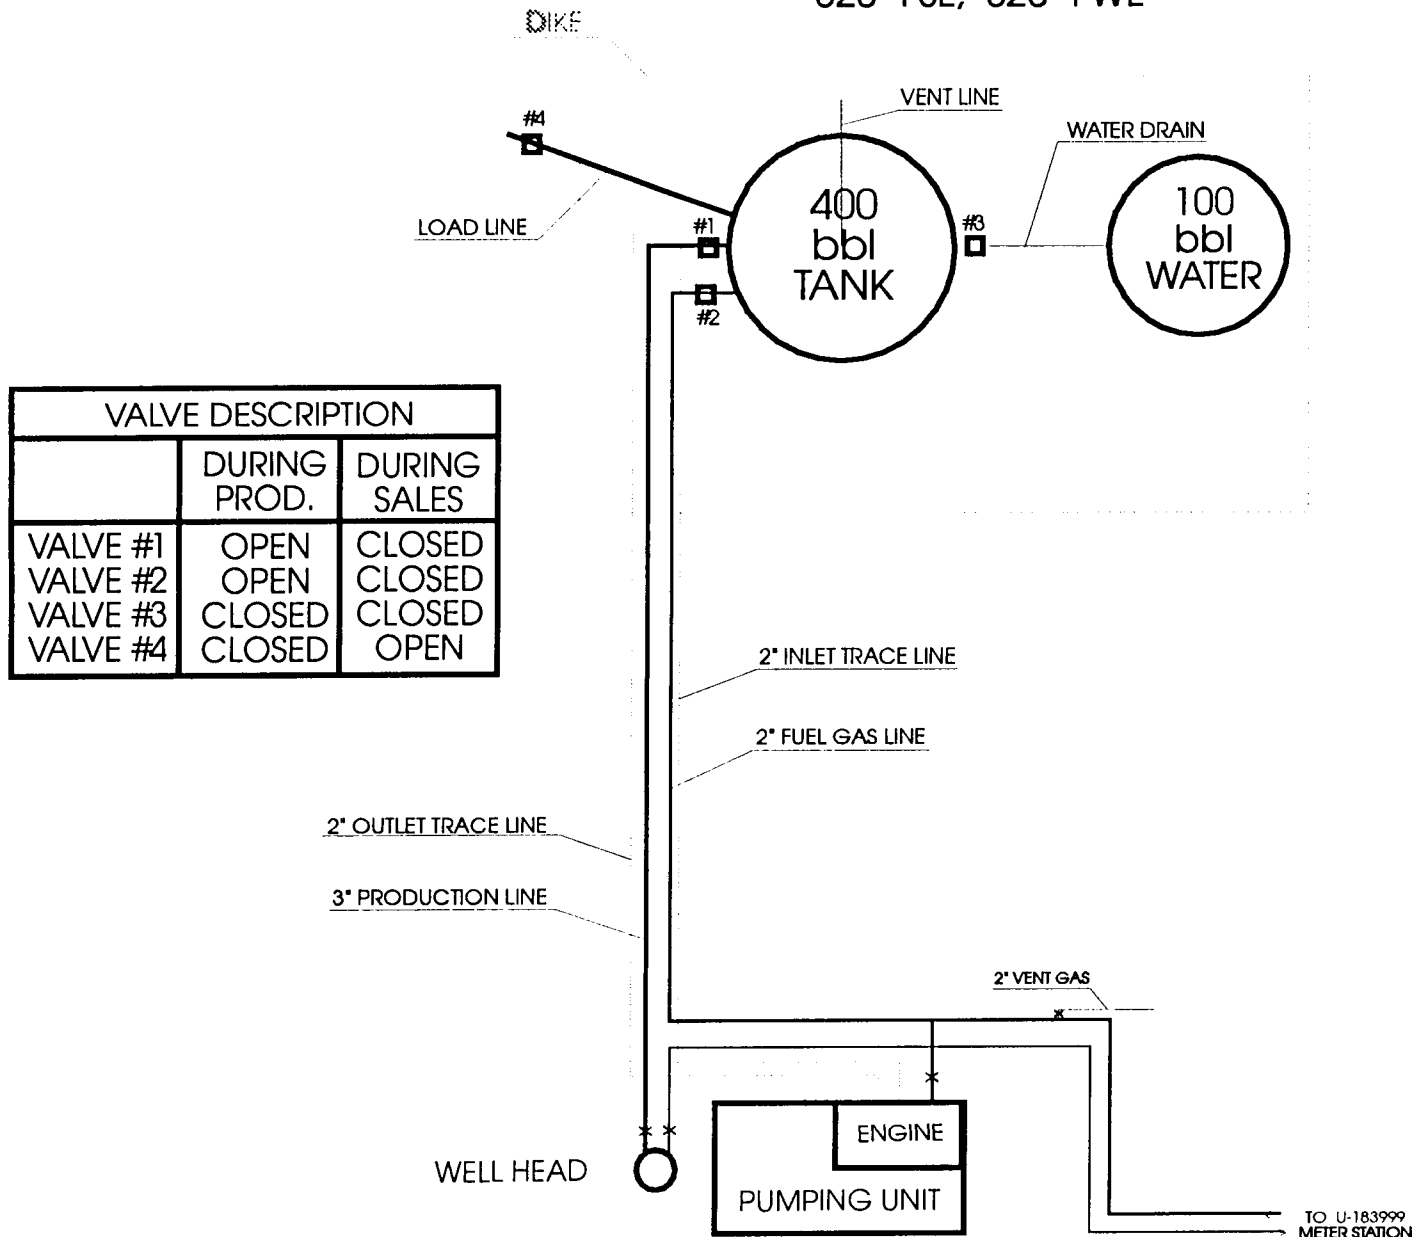 DIKE
VENT LINE
WATER DRAIN
#4
400
bbl
TANK
100
bbl
WATER
LOAD LINE
#1
#3
#2
VALVE DESCRIPTION
DURING PROD.
DURING SALES
VALVE #1 OPEN CLOSED
VALVE #2 OPEN CLOSED
VALVE #3 CLOSED CLOSED
VALVE #4 CLOSED OPEN
2" INLET TRACE LINE
2" FUEL GAS LINE
2" OUTLET TRACE LINE
3" PRODUCTION LINE
2" VENT GAS
ENGINE
WELL HEAD
PUMPING UNIT
TO U-183999
METER STATION